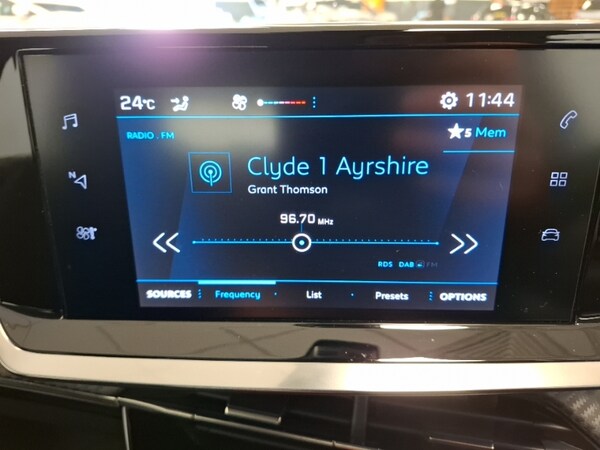 24°C
11:44
RADIO . FM
★5 Mem
Clyde 1 Ayrshire
Grant Thomson
N
96.70 MHz
RDS DAB FM
SOURCES Frequency List Presets OPTIONS